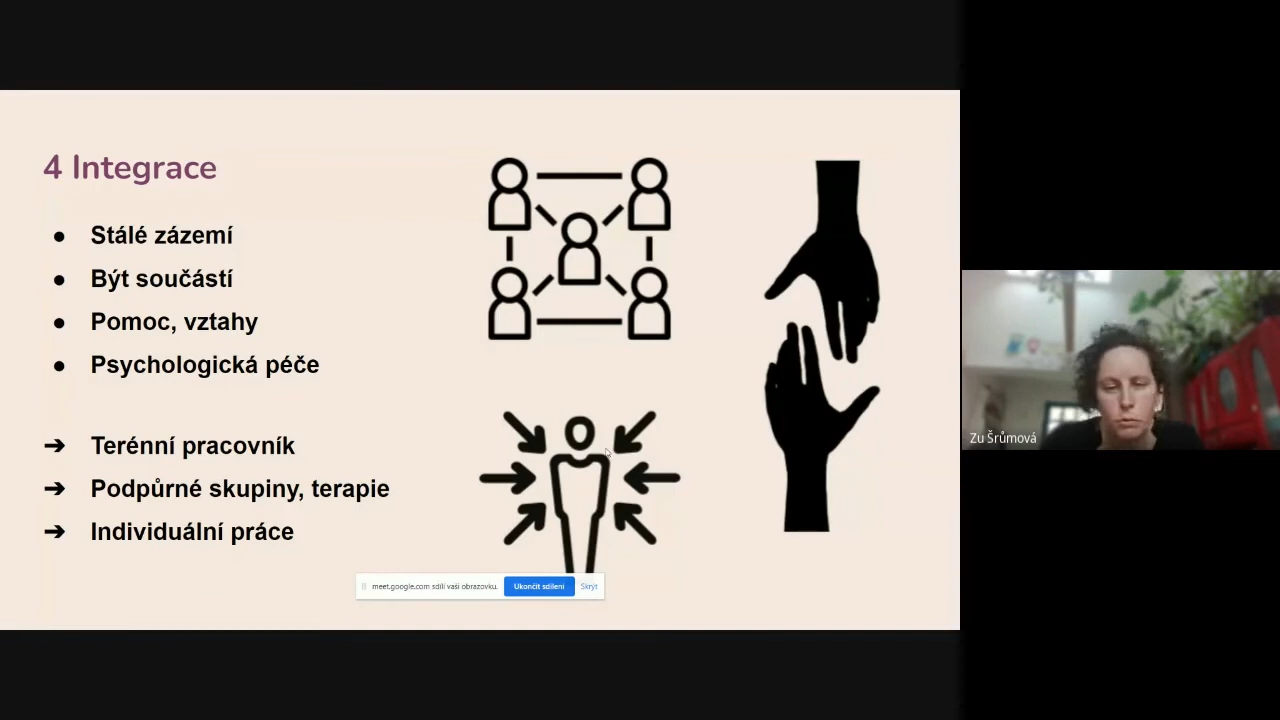 4 Integrace
● Stálé zázemí
● Být součástí
● Pomoc, vztahy
● Psychologická péče
➔ Terénní pracovník
➔ Podpůrné skupiny, terapie
➔ Individuální práce
meet.google.com sdílí vaši obrazovku. Ukončit sdílení Skrýt
Zu Šrůmová